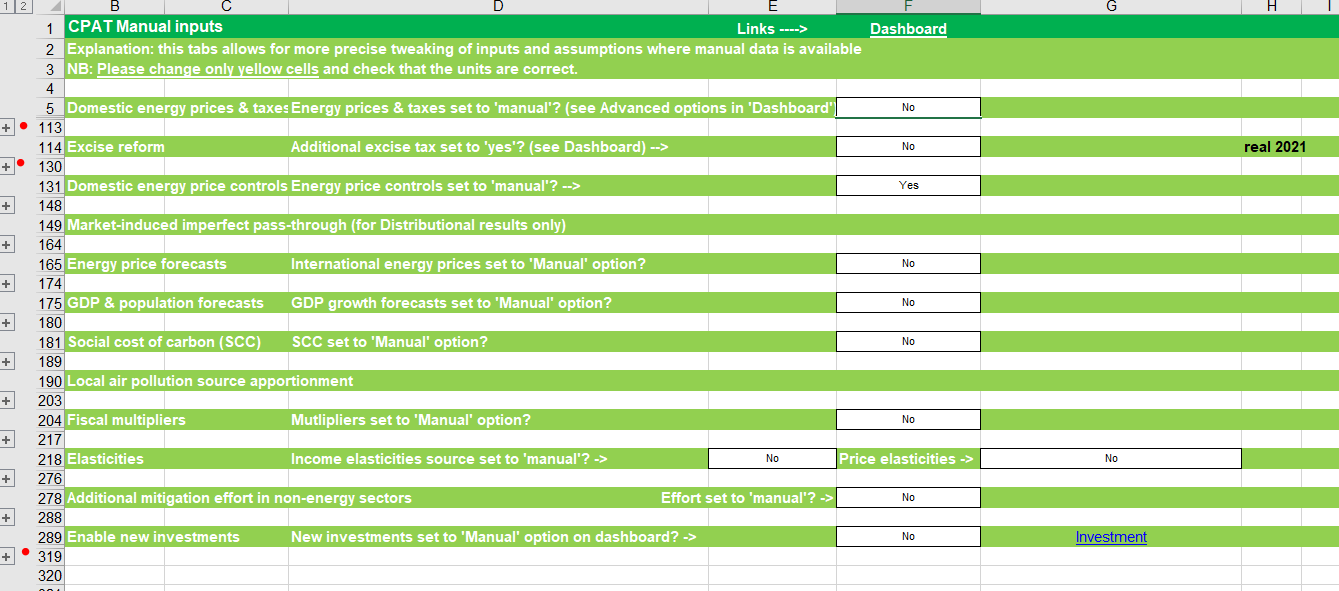 1 2 B C D E F G H I
1 CPAT Manual inputs Links ----> Dashboard
2 Explanation: this tabs allows for more precise tweaking of inputs and assumptions where manual data is available
3 NB: Please change only yellow cells and check that the units are correct.
4
5 Domestic energy prices & taxes Energy prices & taxes set to 'manual'? (see Advanced options in 'Dashboard' No
113
114 Excise reform Additional excise tax set to 'yes'? (see Dashboard) --> No real 2021
130
131 Domestic energy price controls Energy price controls set to 'manual'? --> Yes
148
149 Market-induced imperfect pass-through (for Distributional results only)
164
165 Energy price forecasts International energy prices set to 'Manual' option? No
174
175 GDP & population forecasts GDP growth forecasts set to 'Manual' option? No
180
181 Social cost of carbon (SCC) SCC set to 'Manual' option? No
189
190 Local air pollution source apportionment
203
204 Fiscal multipliers Mutlipliers set to 'Manual' option? No
217
218 Elasticities Income elasticities source set to 'manual'? -> No Price elasticities -> No
276
278 Additional mitigation effort in non-energy sectors Effort set to 'manual'? -> No
288
289 Enable new investments New investments set to 'Manual' option on dashboard? -> No Investment
319
320